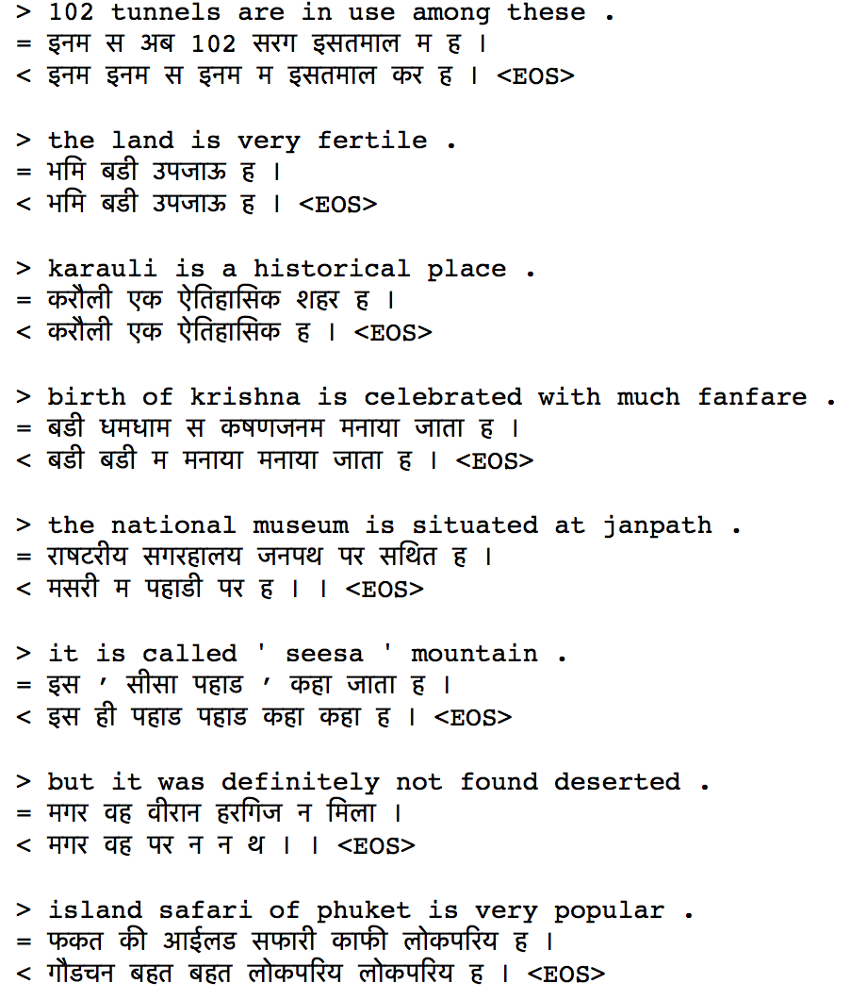 > 102 tunnels are in use among these .
= इनम स अब 102 सरग इसतमाल म ह ।
< इनम इनम स इनम म इसतमाल कर ह । <EOS>
> the land is very fertile .
= भमि बडी उपजाऊ ह ।
< भमि बडी उपजाऊ ह । <EOS>
> karauli is a historical place .
= करौली एक ऐतिहासिक शहर ह ।
< करौली एक ऐतिहासिक ह । <EOS>
> birth of krishna is celebrated with much fanfare .
= बडी धमधाम स कषणजनम मनाया जाता ह ।
< बडी बडी म मनाया मनाया जाता ह । <EOS>
> the national museum is situated at janpath .
= राषटरीय सगरहालय जनपथ पर सथित ह ।
< मसरी म पहाडी पर ह । । <EOS>
> it is called ' seesa ' mountain .
= इस ’ सीसा पहाड ’ कहा जाता ह ।
< इस ही पहाड पहाड कहा कहा ह । <EOS>
> but it was definitely not found deserted .
= मगर वह वीरान हरगिज न मिला ।
< मगर वह पर न न थ । । <EOS>
> island safari of phuket is very popular .
= फकत की आईलड सफारी काफी लोकपरिय ह ।
< गौडचन बहत बहत लोकपरिय लोकपरिय ह । <EOS>